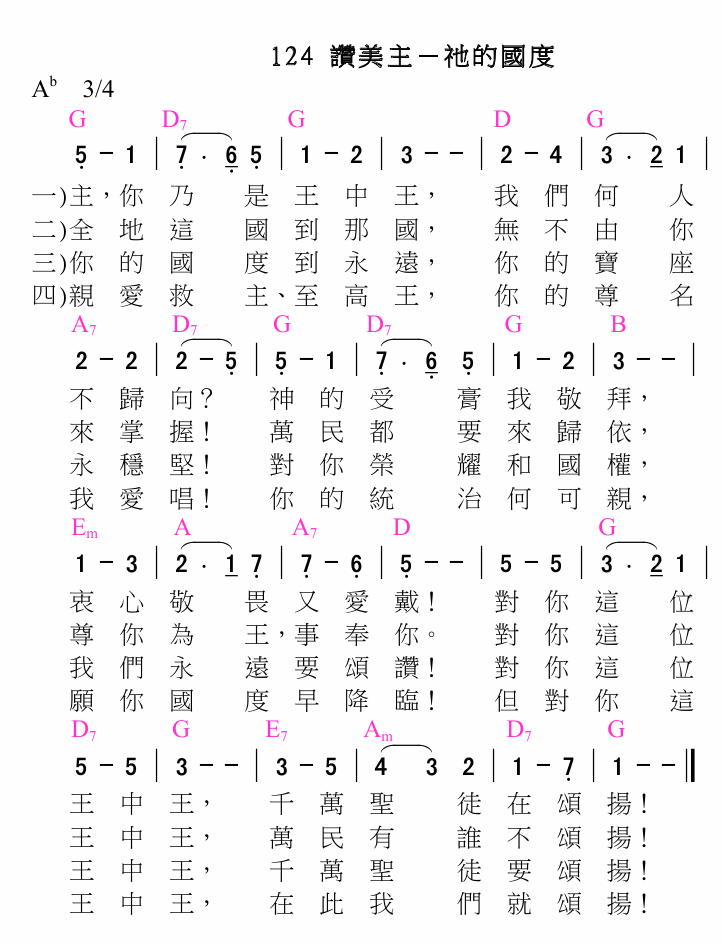 124 讚美主－祂的國度
A♭ 3/4
G D7 G D G
5 － 1 | 7 · 6 5 | 1 － 2 | 3 － － | 2 － 4 | 3 · 2 1 |
一)主，你 乃 是 王 中 王， 我 們 何 人
二)全 地 這 國 到 那 國， 無 不 由 你
三)你 的 國 度 到 永 遠， 你 的 寶 座
四)親 愛 救 主、至 高 王， 你 的 尊 名
A7 D7 G D7 G B
2 － 2 | 2 － 5 | 5 － 1 | 7 · 6 5 | 1 － 2 | 3 － － |
不 歸 向？ 神 的 受 膏 我 敬 拜，
來 掌 握！ 萬 民 都 要 來 歸 依，
永 穩 堅！ 對 你 榮 耀 和 國 權，
我 愛 唱！ 你 的 統 治 何 可 親，
Em A A7 D G
1 － 3 | 2 · 1 7 | 7 － 6 | 5 － － | 5 － 5 | 3 · 2 1 |
衷 心 敬 畏 又 愛 戴！ 對 你 這 位
尊 你 為 王，事 奉 你。 對 你 這 位
我 們 永 遠 要 頌 讚！ 對 你 這 位
願 你 國 度 早 降 臨！ 但 對 你 這
D7 G E7 Am D7 G
5 － 5 | 3 － － | 3 － 5 | 4 3 2 | 1 － 7 | 1 － － ‖
王 中 王， 千 萬 聖 徒 在 頌 揚！
王 中 王， 萬 民 有 誰 不 頌 揚！
王 中 王， 千 萬 聖 徒 要 頌 揚！
王 中 王， 在 此 我 們 就 頌 揚！